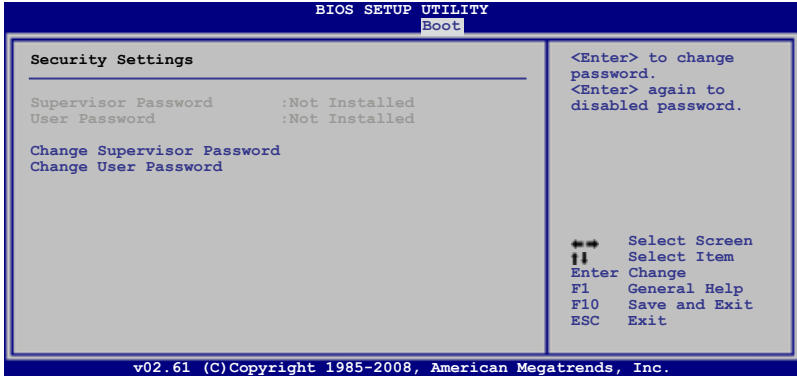 BIOS SETUP UTILITY
Boot
Security Settings
Supervisor Password :Not Installed
User Password :Not Installed
Change Supervisor Password
Change User Password
<Enter> to change
password.
<Enter> again to
disabled password.
←→ Select Screen
↑↓ Select Item
Enter Change
F1 General Help
F10 Save and Exit
ESC Exit
v02.61 (C)Copyright 1985-2008, American Megatrends, Inc.